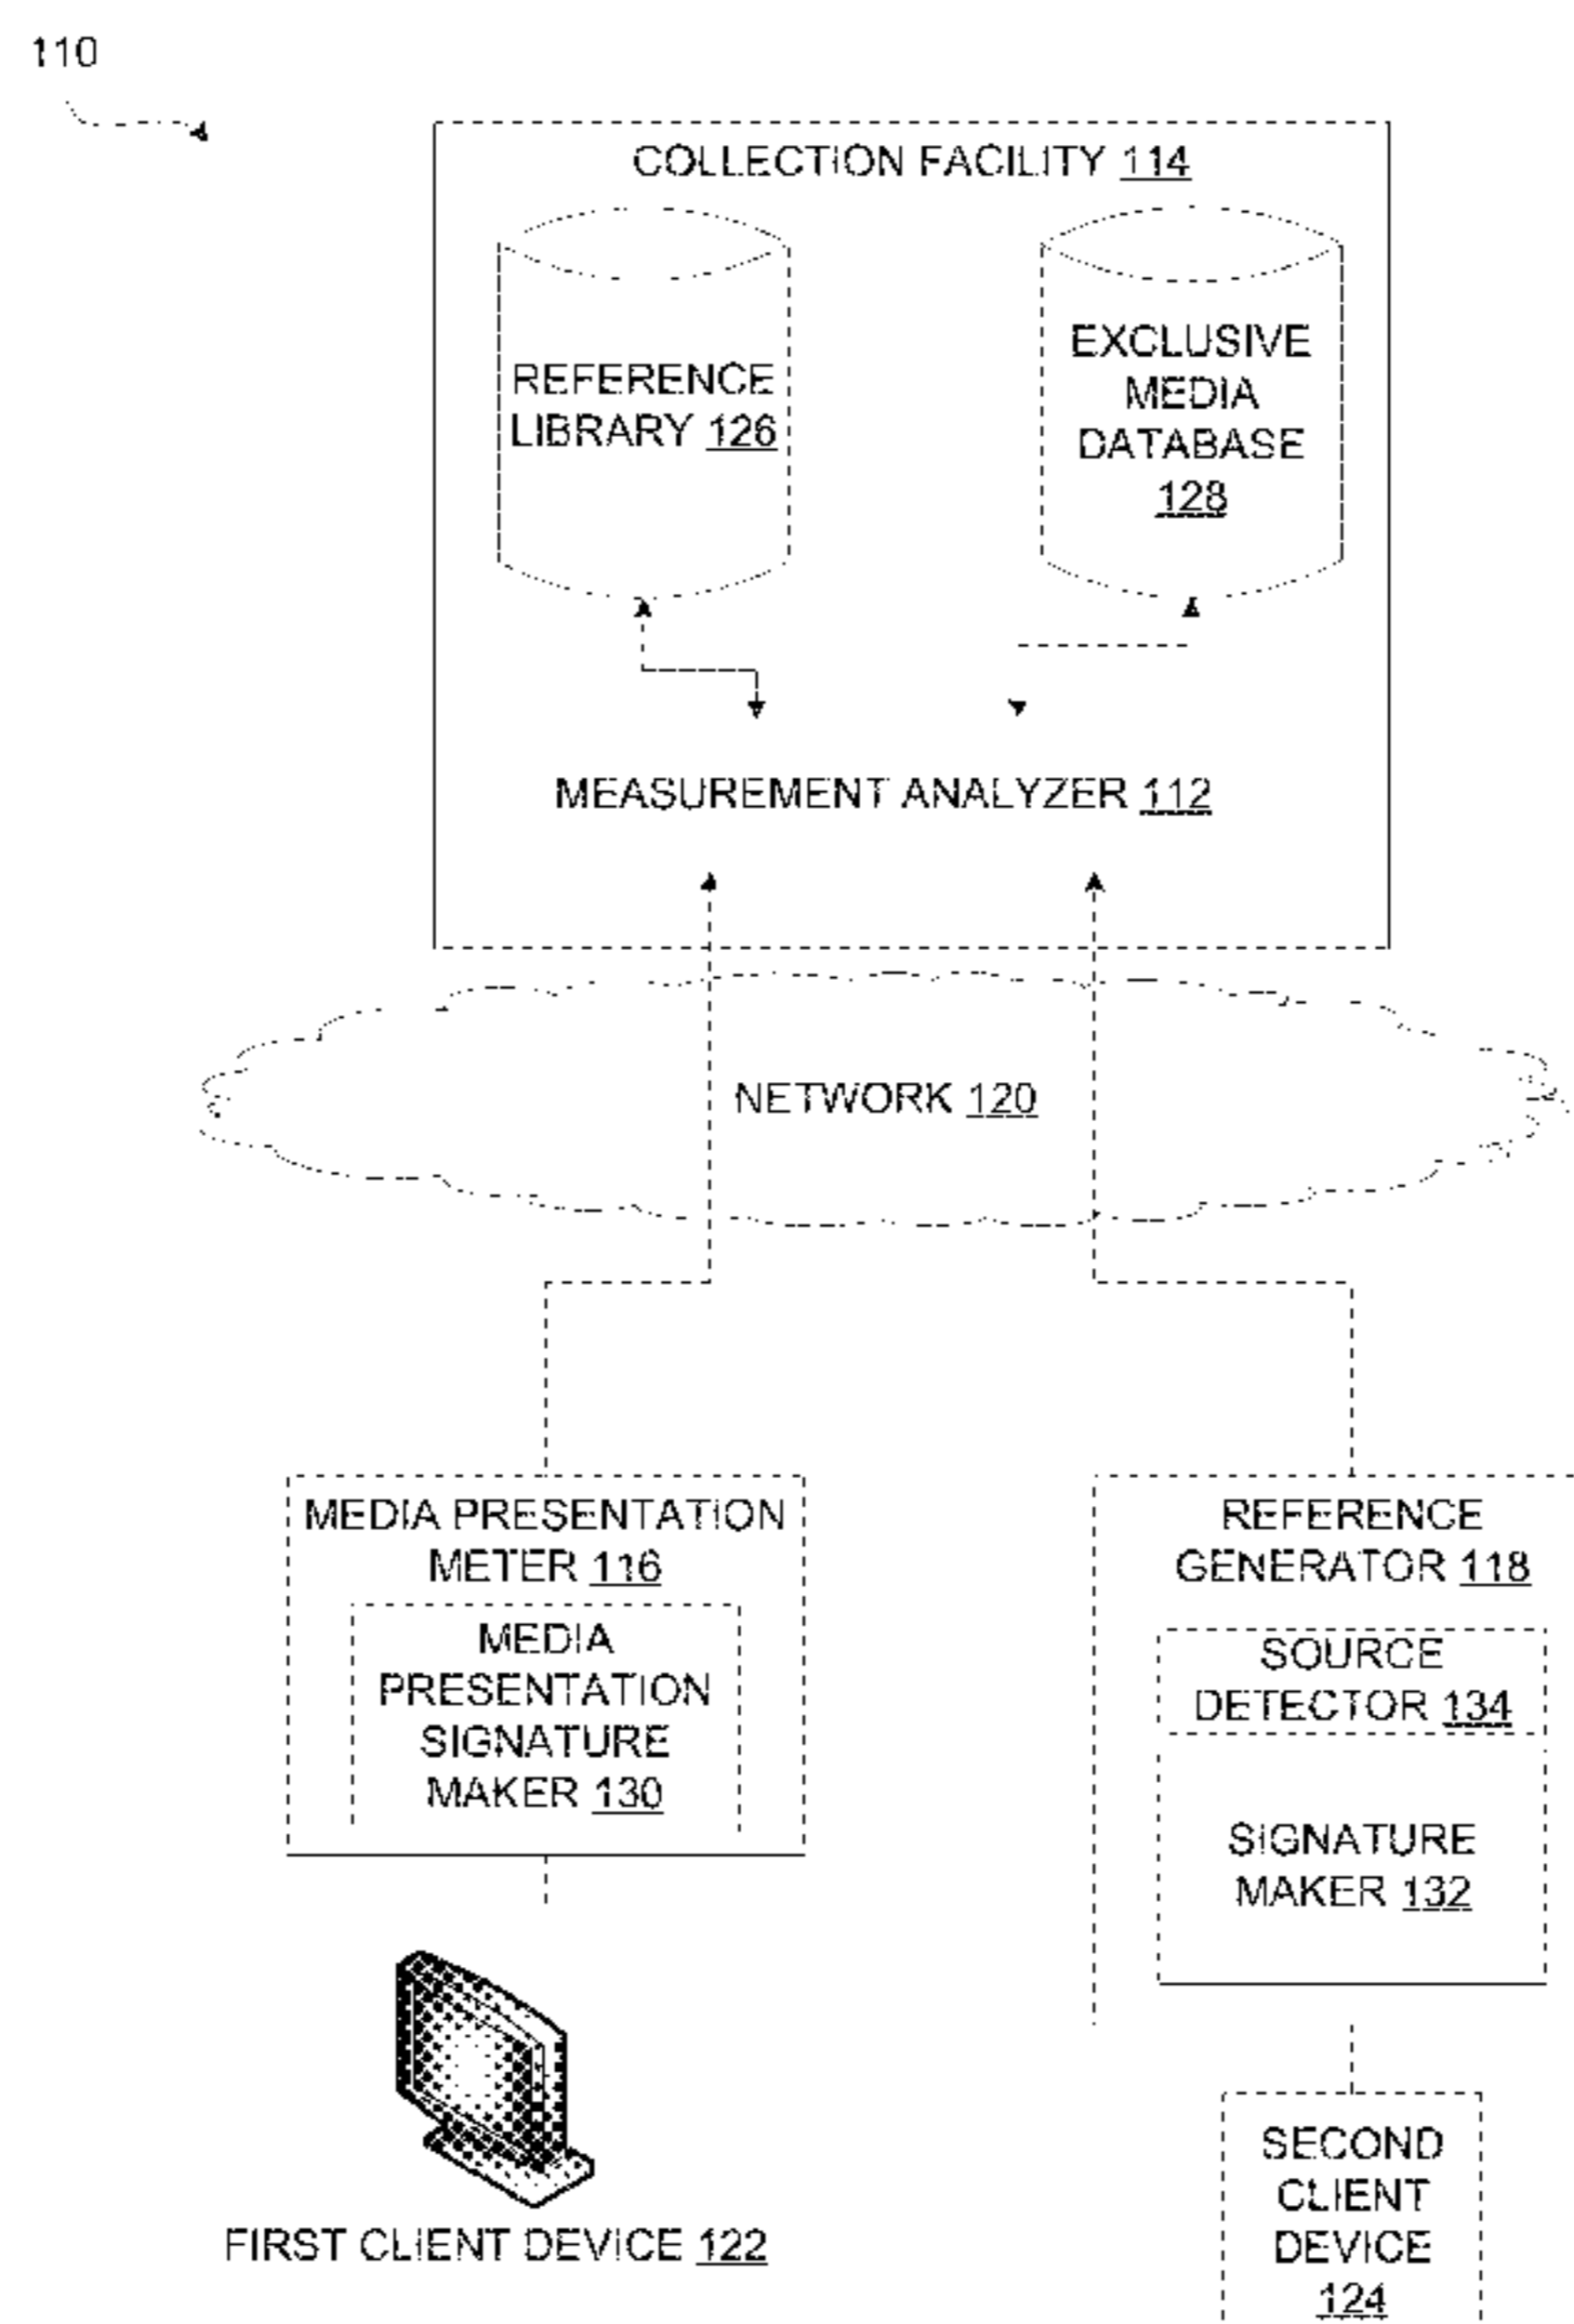 110
COLLECTION FACILITY 114
REFERENCE
LIBRARY 126
EXCLUSIVE
MEDIA
DATABASE
128
MEASUREMENT ANALYZER 112
NETWORK 120
MEDIA PRESENTATION
METER 116
MEDIA
PRESENTATION
SIGNATURE
MAKER 130
REFERENCE
GENERATOR 118
SOURCE
DETECTOR 134
SIGNATURE
MAKER 132
FIRST CLIENT DEVICE 122
SECOND
CLIENT
DEVICE
124